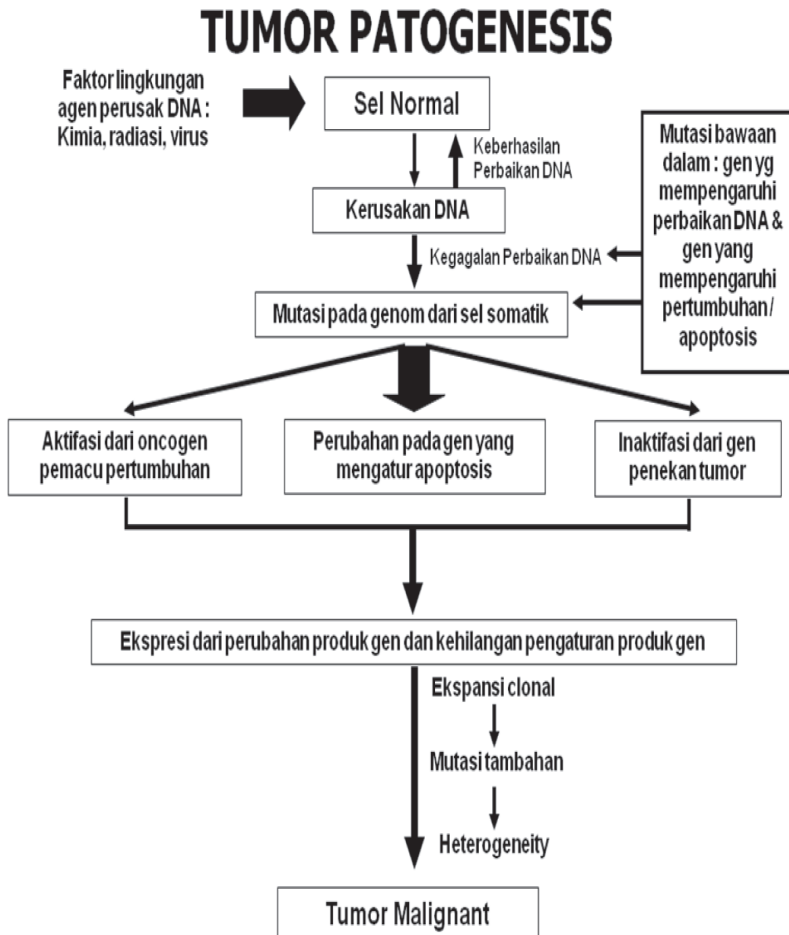 TUMOR PATOGENESIS
Faktor lingkungan
agen perusak DNA :
Kimia, radiasi, virus
Sel Normal
Keberhasilan
Perbaikan DNA
Mutasi bawaan
dalam : gen yg
mempengaruhi
perbaikan DNA &
gen yang
mempengaruhi
pertumbuhan /
apoptosis
Kerusakan DNA
Kegagalan Perbaikan DNA
Mutasi pada genom dari sel somatik
Aktifasi dari oncogen
pemacu pertumbuhan
Perubahan pada gen yang
mengatur apoptosis
Inaktifasi dari gen
penekan tumor
Ekspresi dari perubahan produk gen dan kehilangan pengaturan produk gen
Ekspansi clonal
Mutasi tambahan
Heterogeneity
Tumor Malignant